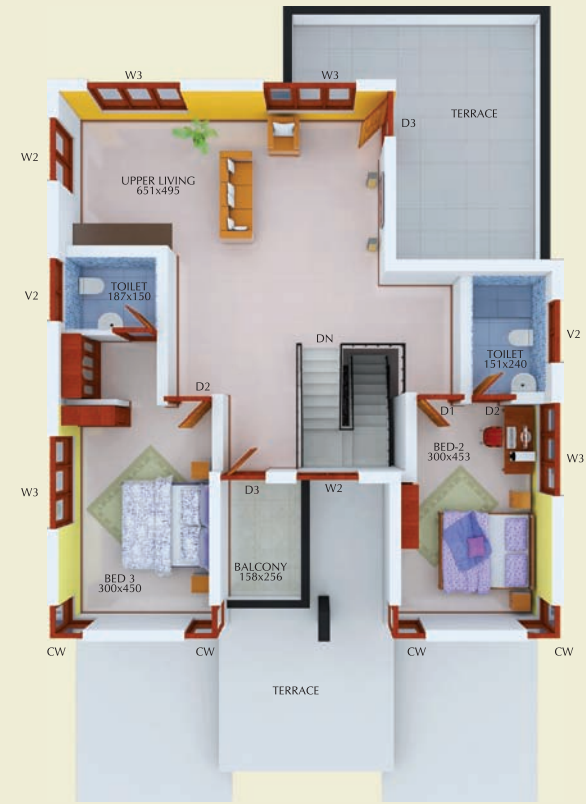 W3
W3
TERRACE
D3
W2
UPPER LIVING
651x495
TOILET
187x150
V2
V2
DN
TOILET
151x240
D2
D1
D2
BED-2
300x453
W3
W3
D3
W2
BALCONY
158x256
BED 3
300x450
CW
CW
CW
CW
TERRACE